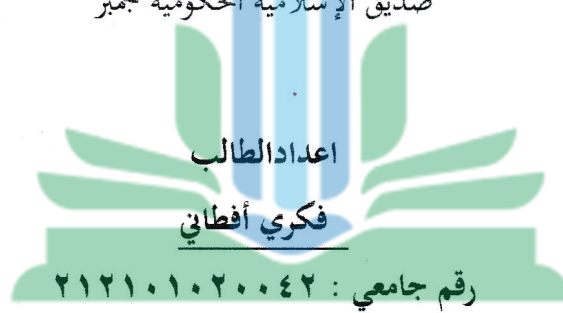 صديق الإسلامية الحكومية جمبر
اعدادالطالب
فكري أفطاني
رقم جامعي : ٢١٢١٠١٠٢٠٠٤٢